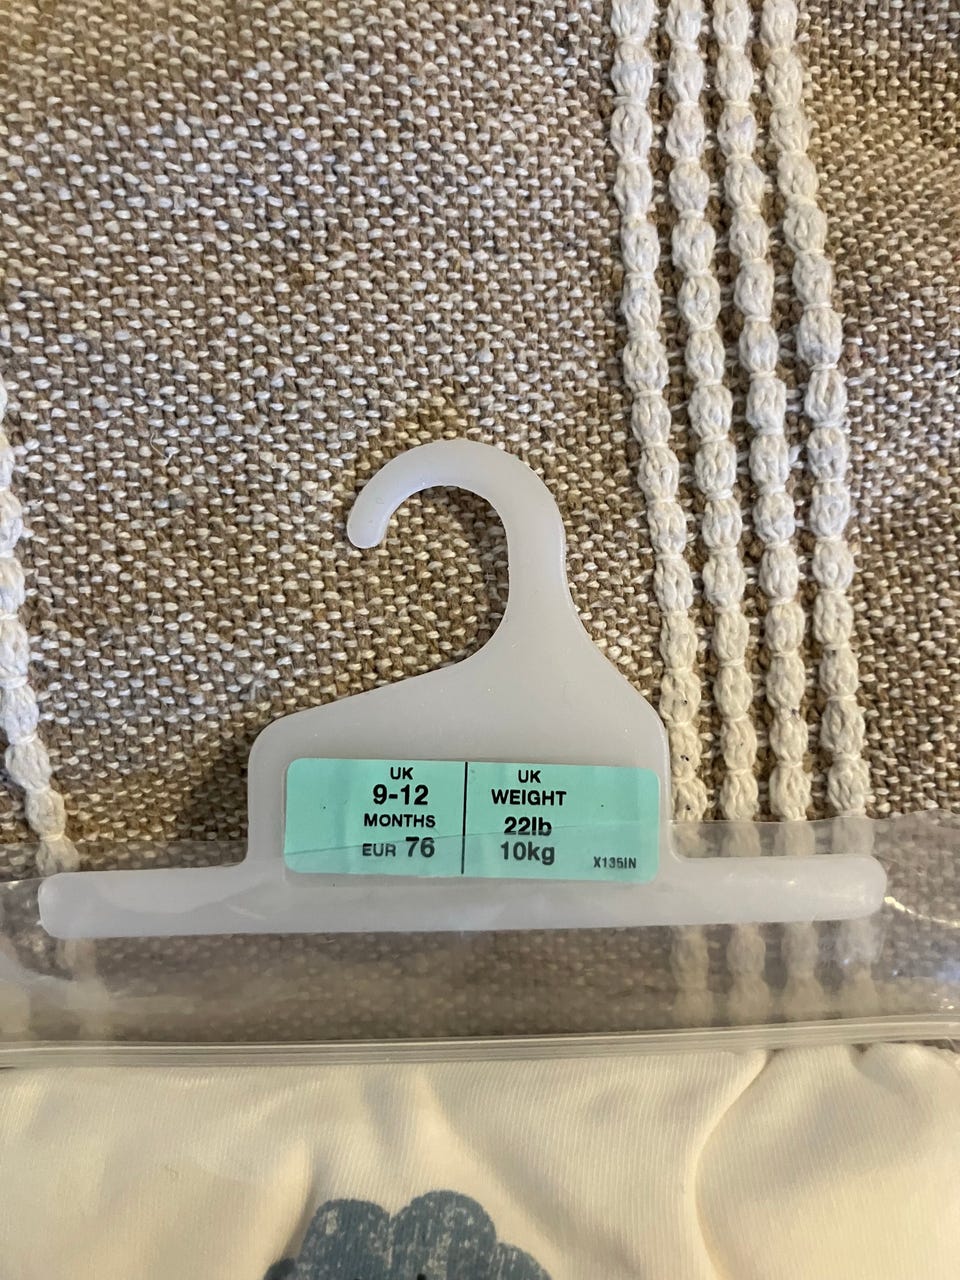 UK
9-12
MONTHS
EUR 76
UK
WEIGHT
22lb
10kg
X135IN